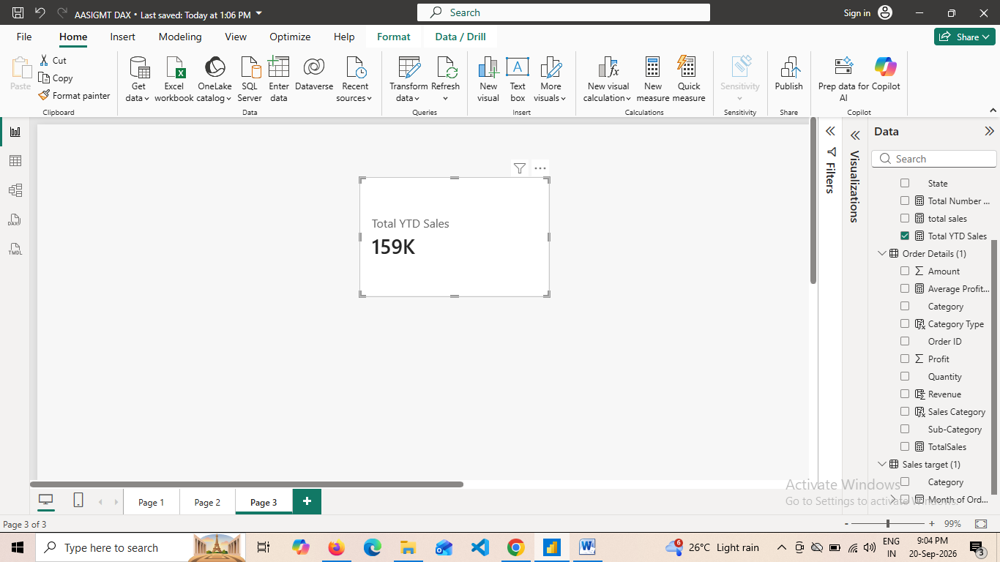 AASIGMT DAX • Last saved: Today at 1:06 PM
Search
Sign in
File
Home
Insert
Modeling
View
Optimize
Help
Format
Data / Drill
Share
Paste
Cut
Copy
Format painter
Clipboard
Get data
Excel workbook
OneLake catalog
SQL Server
Enter data
Dataverse
Recent sources
Data
Transform data
Refresh
Queries
New visual
Text box
More visuals
Insert
New visual calculation
New measure
Quick measure
Calculations
Sensitivity
Sensitivity
Publish
Share
Prep data for AI
Copilot
Copilot
DAX
TMDL
Total YTD Sales
159K
Filters
Visualizations
Data
Search
State
Total Number ...
total sales
Total YTD Sales
Order Details (1)
Amount
Average Profit...
Category
Category Type
Order ID
Profit
Quantity
Revenue
Sales Category
Sub-Category
TotalSales
Sales target (1)
Category
Month of Ord...
Activate Windows
Go to Settings to activate Windows.
Page 1
Page 2
Page 3
+
Page 3 of 3
- + 99%
Type here to search
6
26°C Light rain
ENG
IN
9:04 PM
20-Sep-2026
3